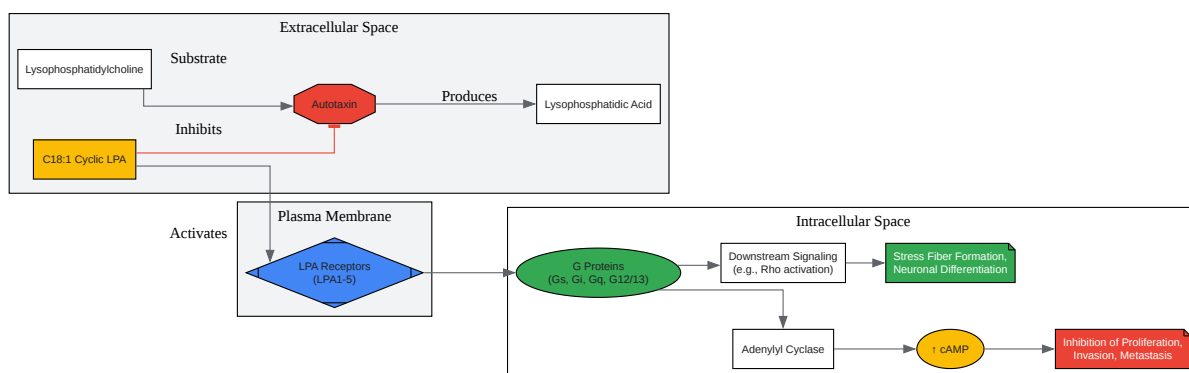 Extracellular Space
Lysophosphatidylcholine
Substrate
Autotaxin
Produces
Lysophosphatidic Acid
Inhibits
C18:1 Cyclic LPA
Activates
Plasma Membrane
LPA Receptors
(LPA1-5)
Intracellular Space
G Proteins
(Gs, Gi, Gq, G12/13)
Downstream Signaling
(e.g., Rho activation)
Stress Fiber Formation,
Neuronal Differentiation
Adenylyl Cyclase
↑ cAMP
Inhibition of Proliferation,
Invasion, Metastasis